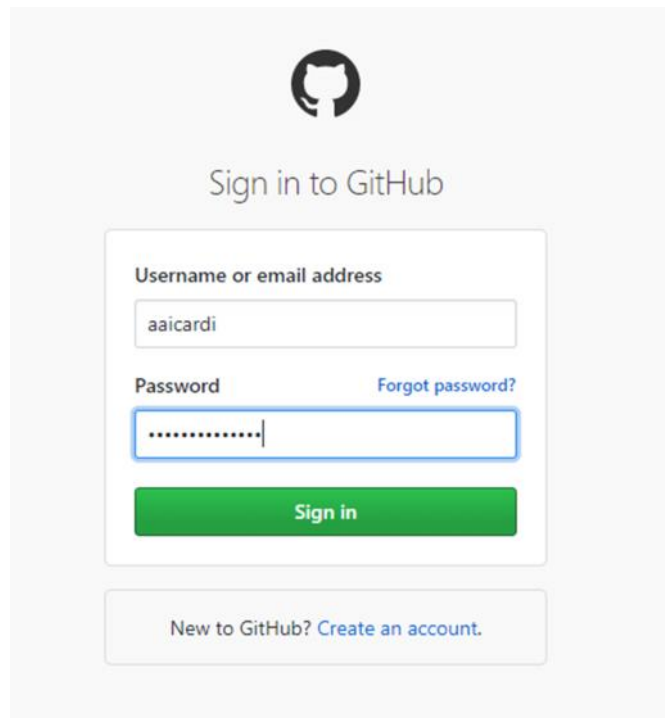 Sign in to GitHub
Username or email address
aaicardi
Password Forgot password?
••••••••••••••
Sign in
New to GitHub? Create an account.